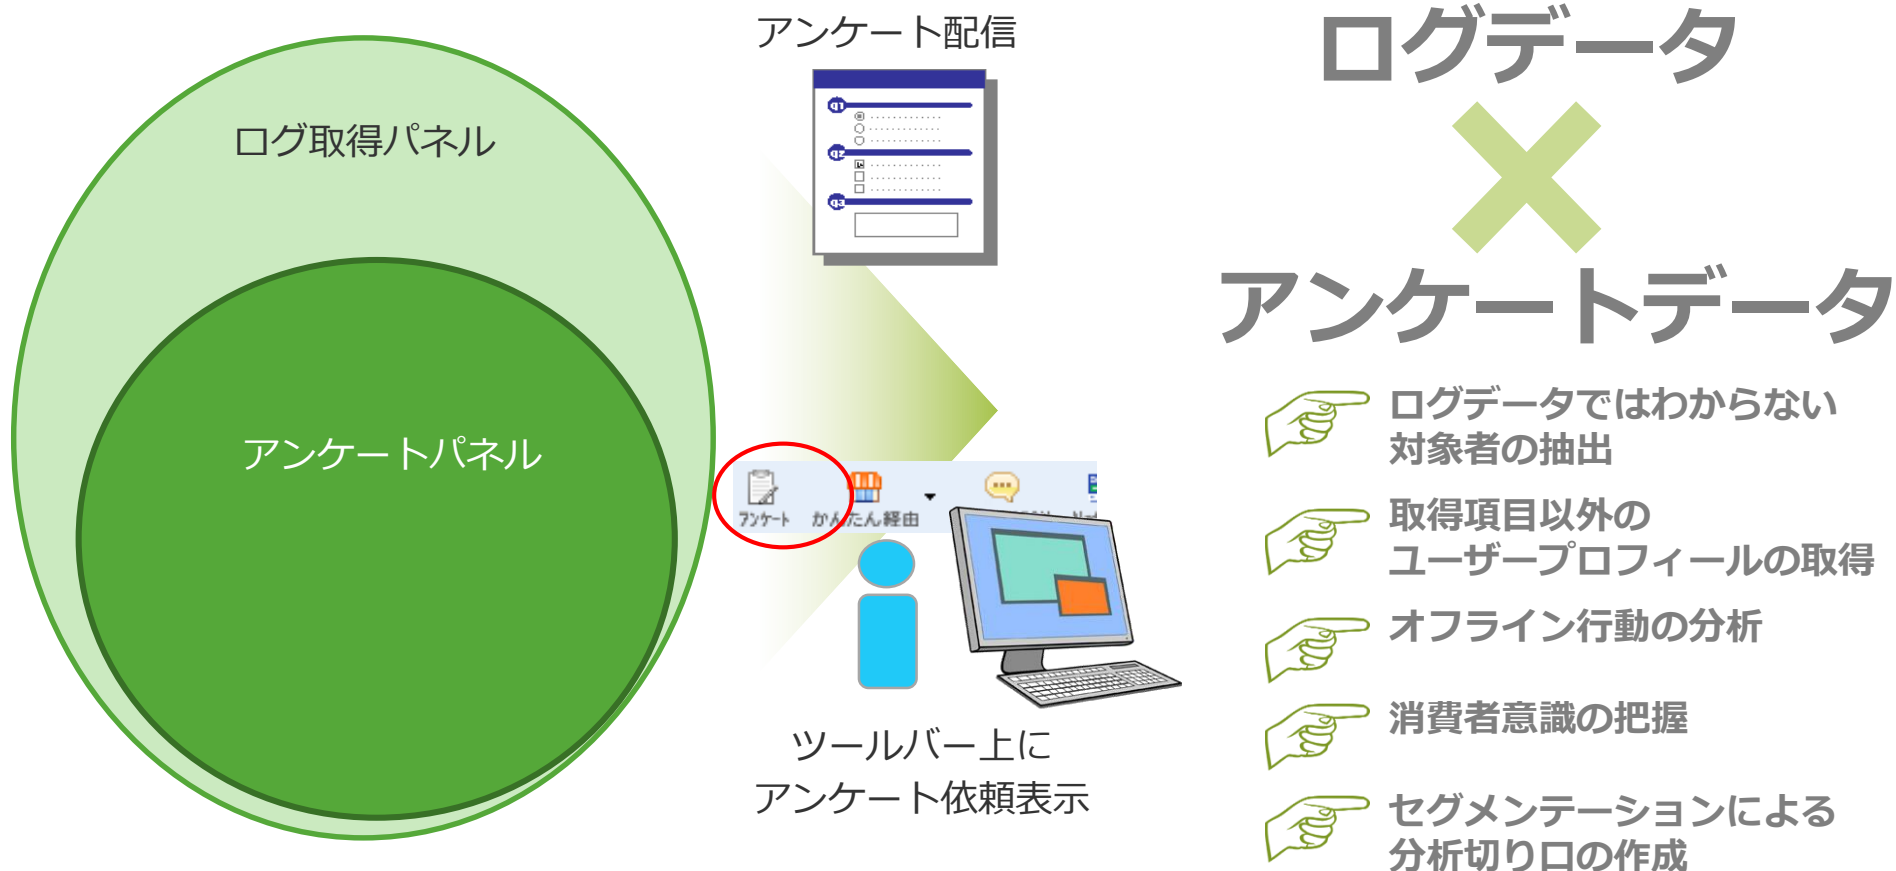 ログ取得パネル
アンケートパネル
アンケート配信
アンケート
かんたん経由
ツールバー上に
アンケート依頼表示
ログデータ
×
アンケートデータ
ログデータではわからない
対象者の抽出
取得項目以外の
ユーザープロフィールの取得
オフライン行動の分析
消費者意識の把握
セグメンテーションによる
分析切り口の作成